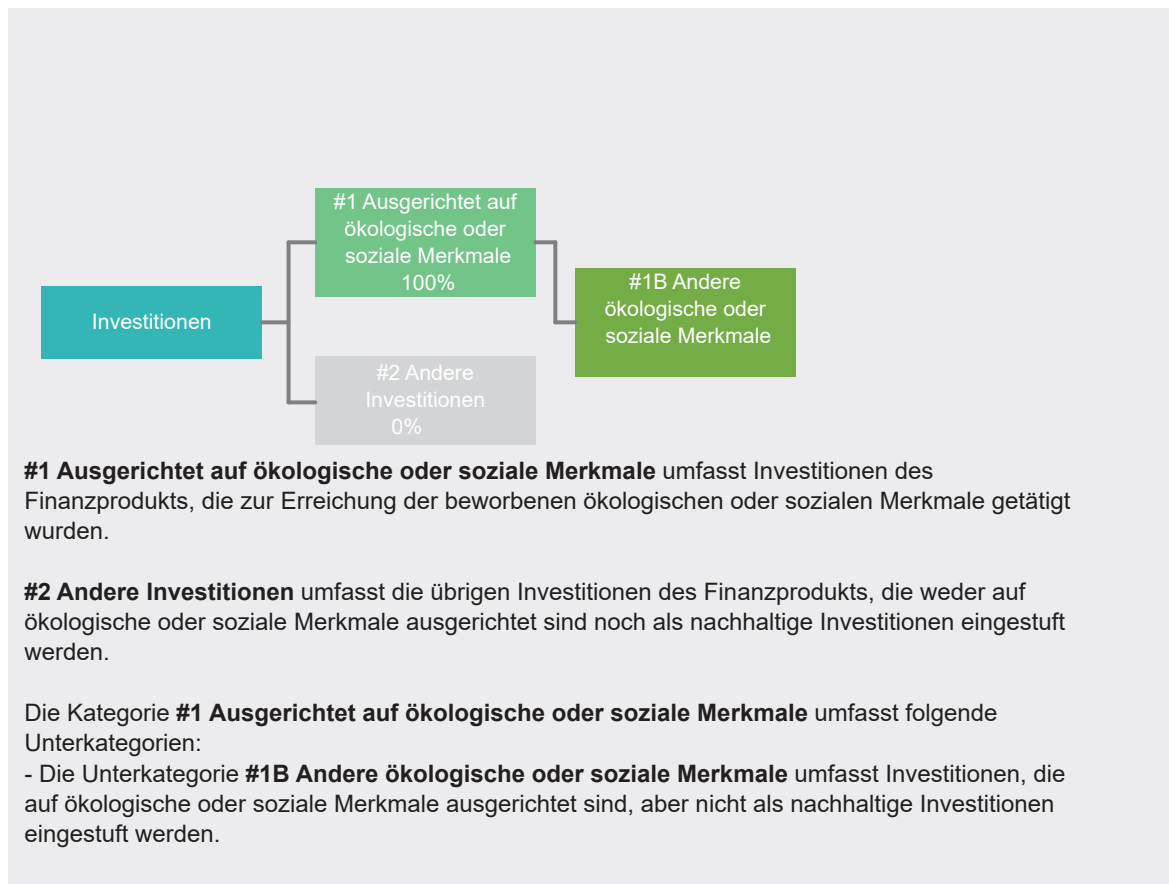 #1 Ausgerichtet auf
ökologische oder
soziale Merkmale
100%
Investitionen
#1B Andere
ökologische oder
soziale Merkmale
#2 Andere
Investitionen
0%
#1 Ausgerichtet auf ökologische oder soziale Merkmale umfasst Investitionen des
Finanzprodukts, die zur Erreichung der beworbenen ökologischen oder sozialen Merkmale getätigt
wurden.
#2 Andere Investitionen umfasst die übrigen Investitionen des Finanzprodukts, die weder auf
ökologische oder soziale Merkmale ausgerichtet sind noch als nachhaltige Investitionen eingestuft
werden.
Die Kategorie #1 Ausgerichtet auf ökologische oder soziale Merkmale umfasst folgende
Unterkategorien:
- Die Unterkategorie #1B Andere ökologische oder soziale Merkmale umfasst Investitionen, die
auf ökologische oder soziale Merkmale ausgerichtet sind, aber nicht als nachhaltige Investitionen
eingestuft werden.